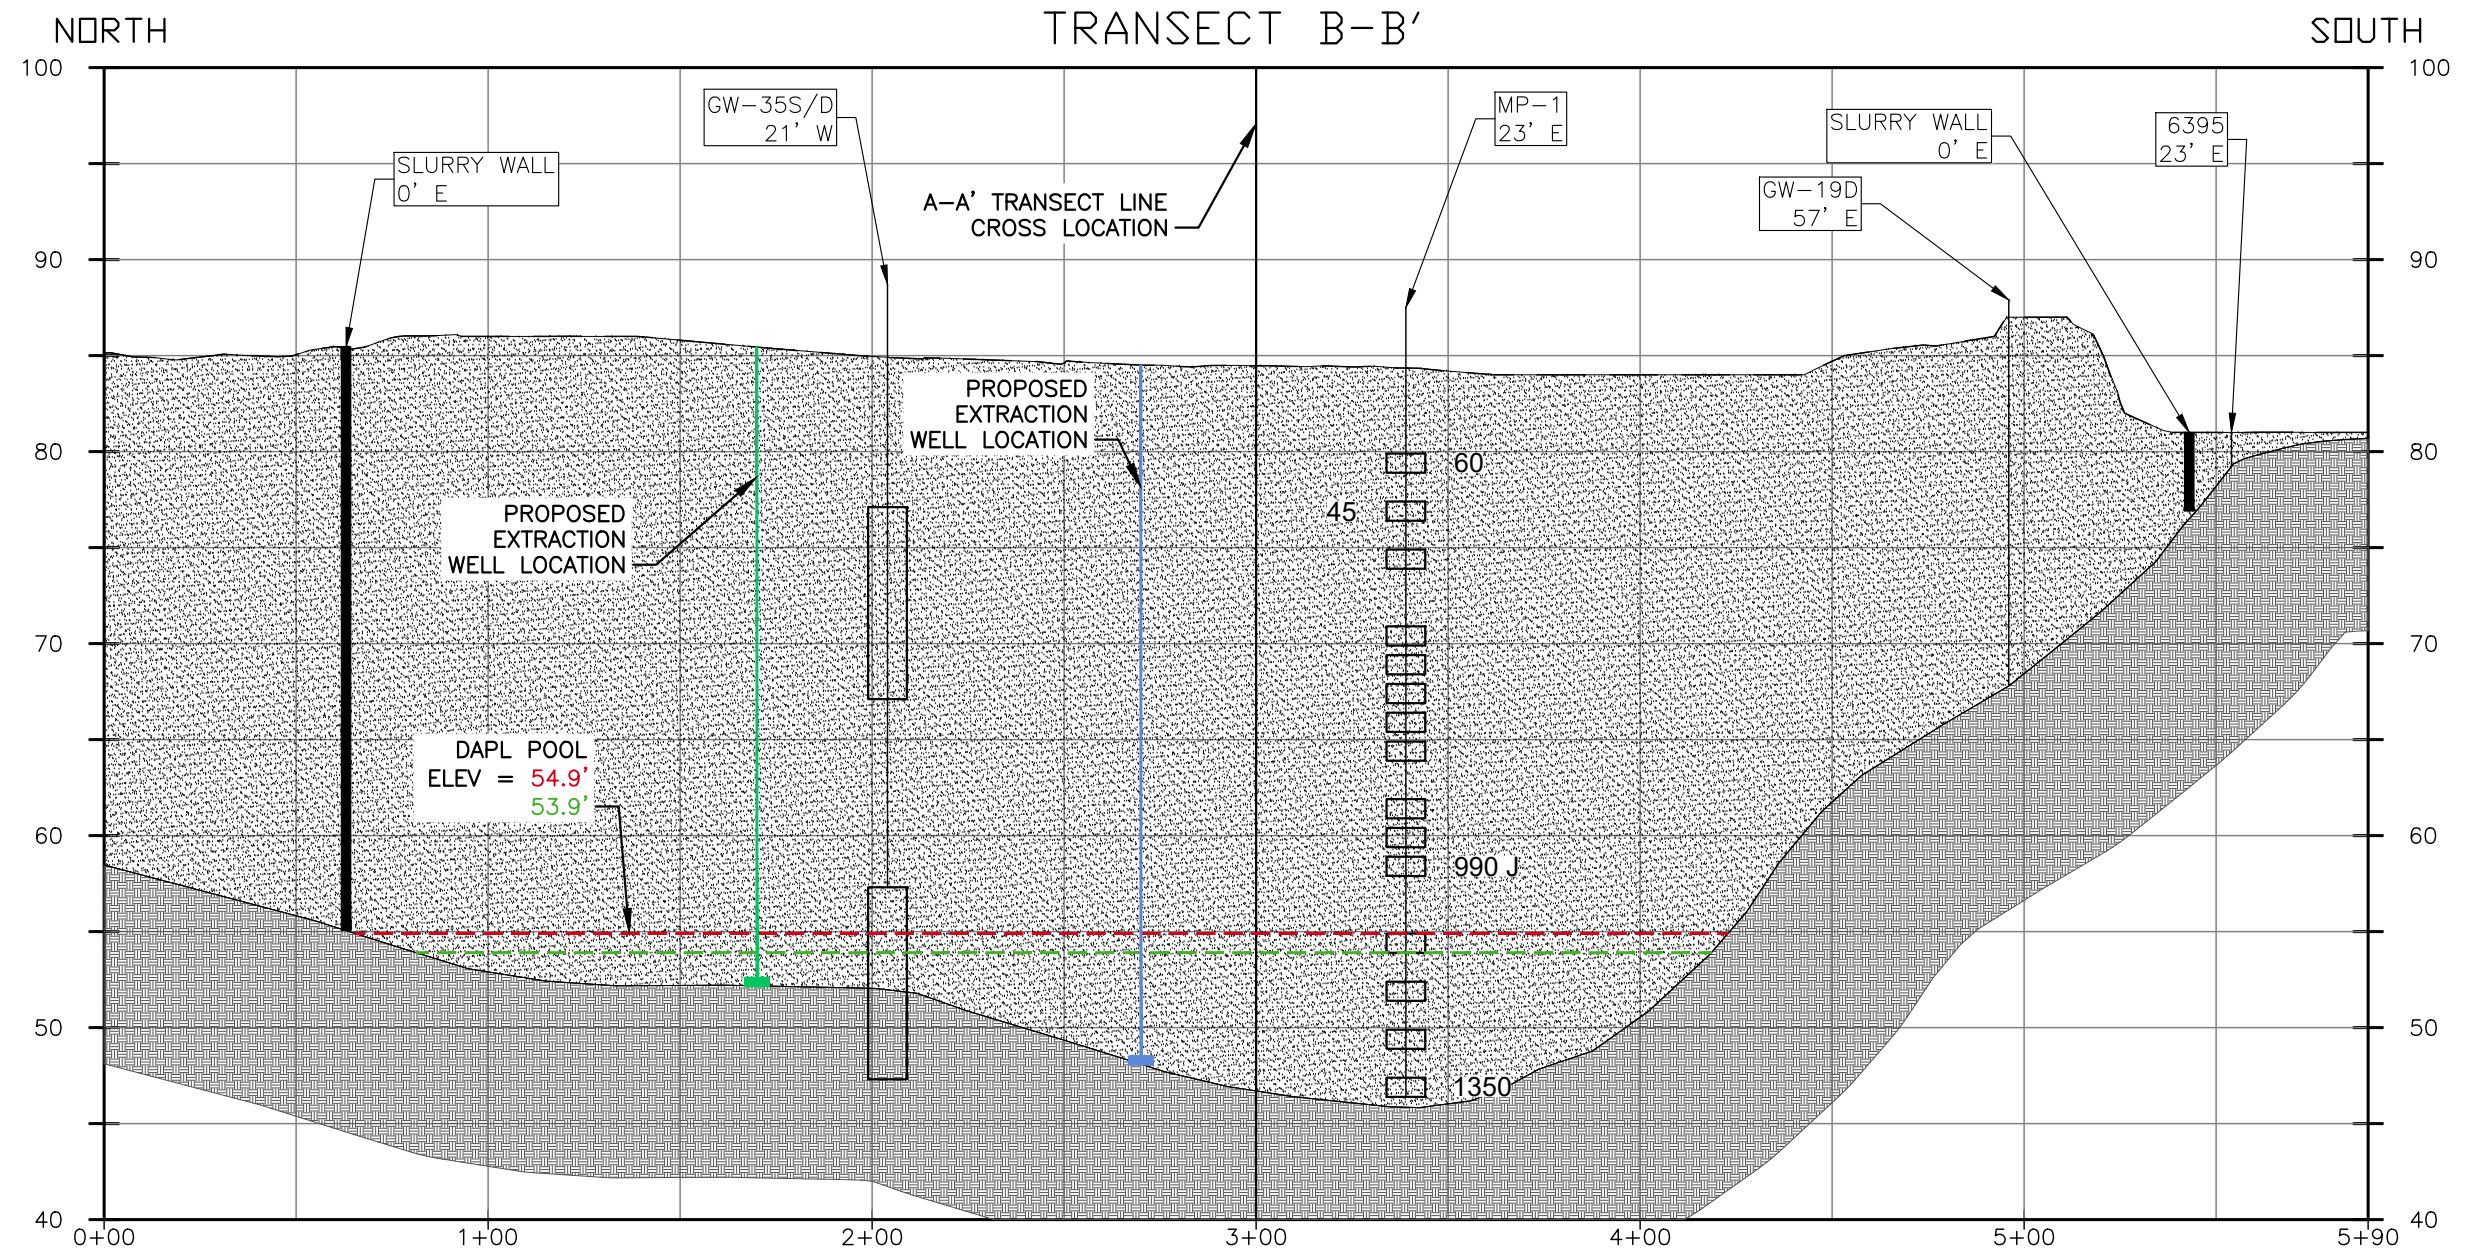 TRANSECT B-B'
NORTH
SOUTH
100
100
GW-35S/D
21' W
MP-1
23' E
SLURRY WALL
0' E
6395
23' E
SLURRY WALL
0' E
GW-19D
57' E
A-A' TRANSECT LINE
CROSS LOCATION
90
90
PROPOSED
EXTRACTION
WELL LOCATION
80
80
60
45
PROPOSED
EXTRACTION
WELL LOCATION
70
70
DAPL POOL
ELEV = 54.9'
53.9'
60
60
990 J
50
50
1350
40
40
0+00
1+00
2+00
3+00
4+00
5+00
5+90